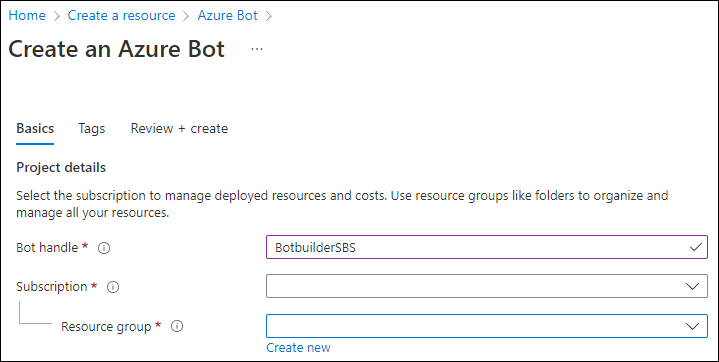 Home > Create a resource > Azure Bot >
Create an Azure Bot ...
Basics Tags Review + create
Project details
Select the subscription to manage deployed resources and costs. Use resource groups like folders to organize and
manage all your resources.
Bot handle * BotbuilderSBS
Subscription *
Resource group *
Create new